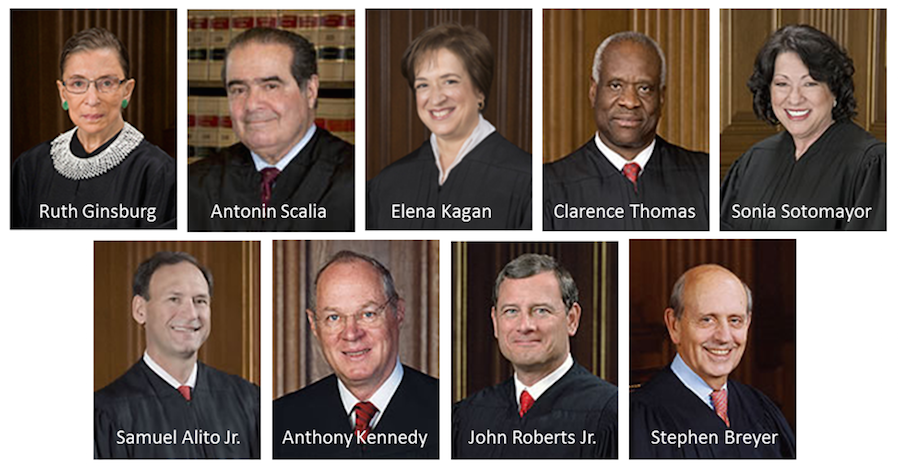 Ruth Ginsburg
Antonin Scalia
Elena Kagan
Clarence Thomas
Sonia Sotomayor
Samuel Alito Jr.
Anthony Kennedy
John Roberts Jr.
Stephen Breyer